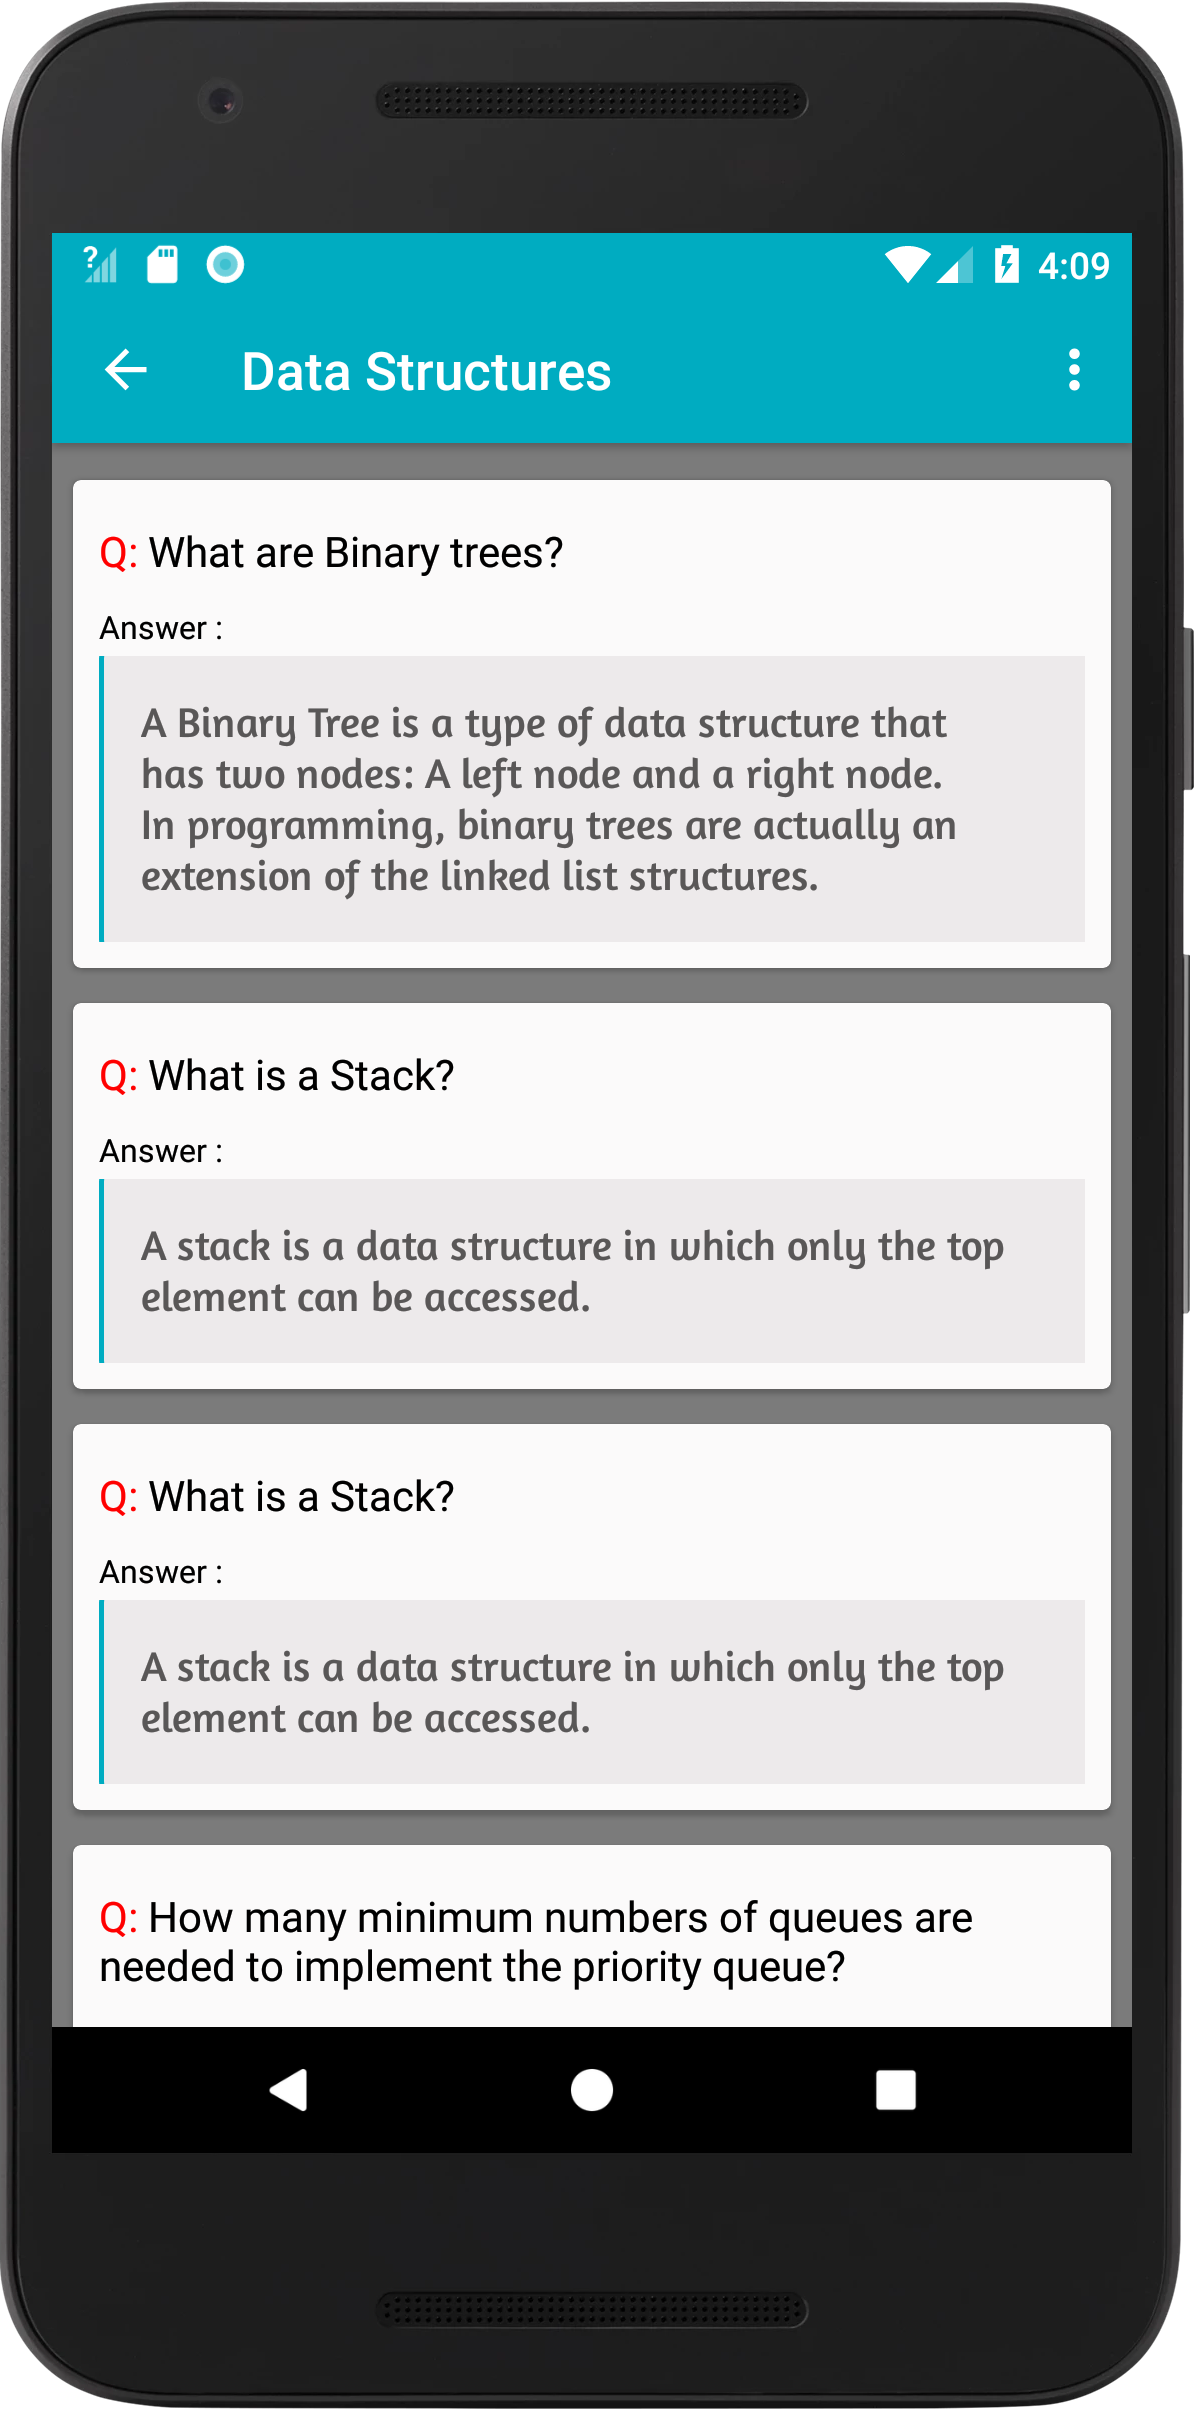 4:09
Data Structures
Q: What are Binary trees?
Answer :
A Binary Tree is a type of data structure that
has two nodes: A left node and a right node.
In programming, binary trees are actually an
extension of the linked list structures.
Q: What is a Stack?
Answer :
A stack is a data structure in which only the top
element can be accessed.
Q: What is a Stack?
Answer :
A stack is a data structure in which only the top
element can be accessed.
Q: How many minimum numbers of queues are
needed to implement the priority queue?